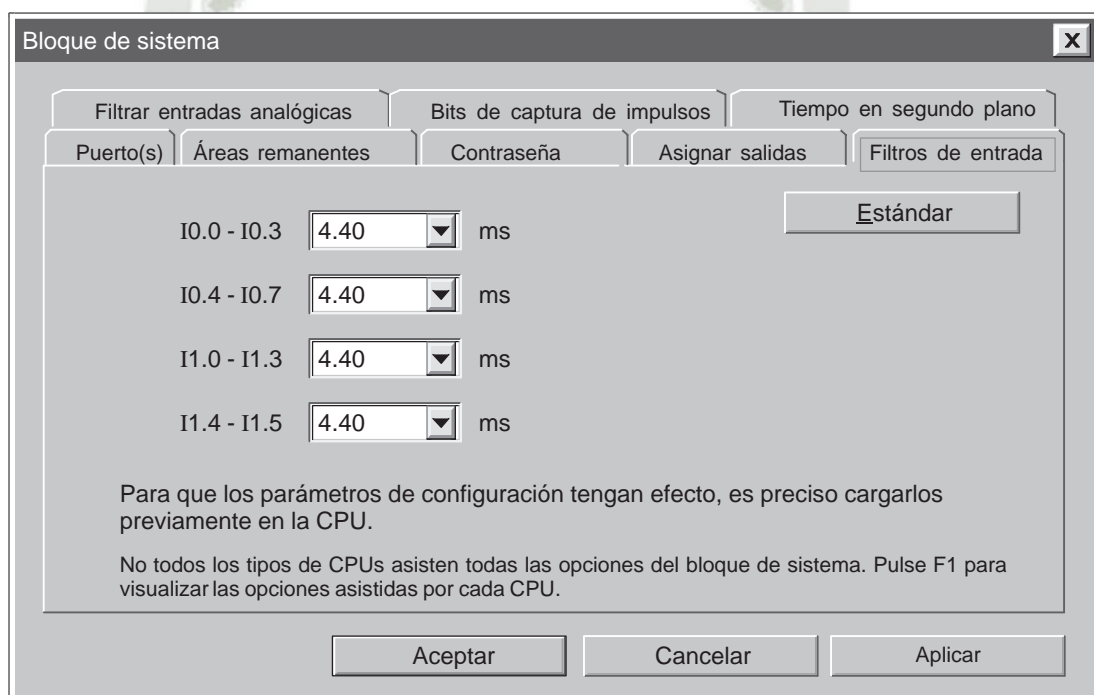 Bloque de sistema X
Filtrar entradas analógicas Bits de captura de impulsos Tiempo en segundo plano
Puerto(s) Áreas remanentes Contraseña Asignar salidas Filtros de entrada
Estándar
I0.0 - I0.3 4.40 ms
I0.4 - I0.7 4.40 ms
I1.0 - I1.3 4.40 ms
I1.4 - I1.5 4.40 ms
Para que los parámetros de configuración tengan efecto, es preciso cargarlos
previamente en la CPU.
No todos los tipos de CPUs asisten todas las opciones del bloque de sistema. Pulse F1 para
visualizar las opciones asistidas por cada CPU.
Aceptar Cancelar Aplicar